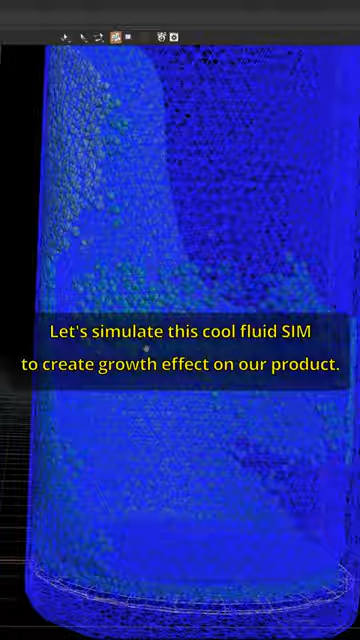 Let's simulate this cool fluid SIM
to create growth effect on our product.